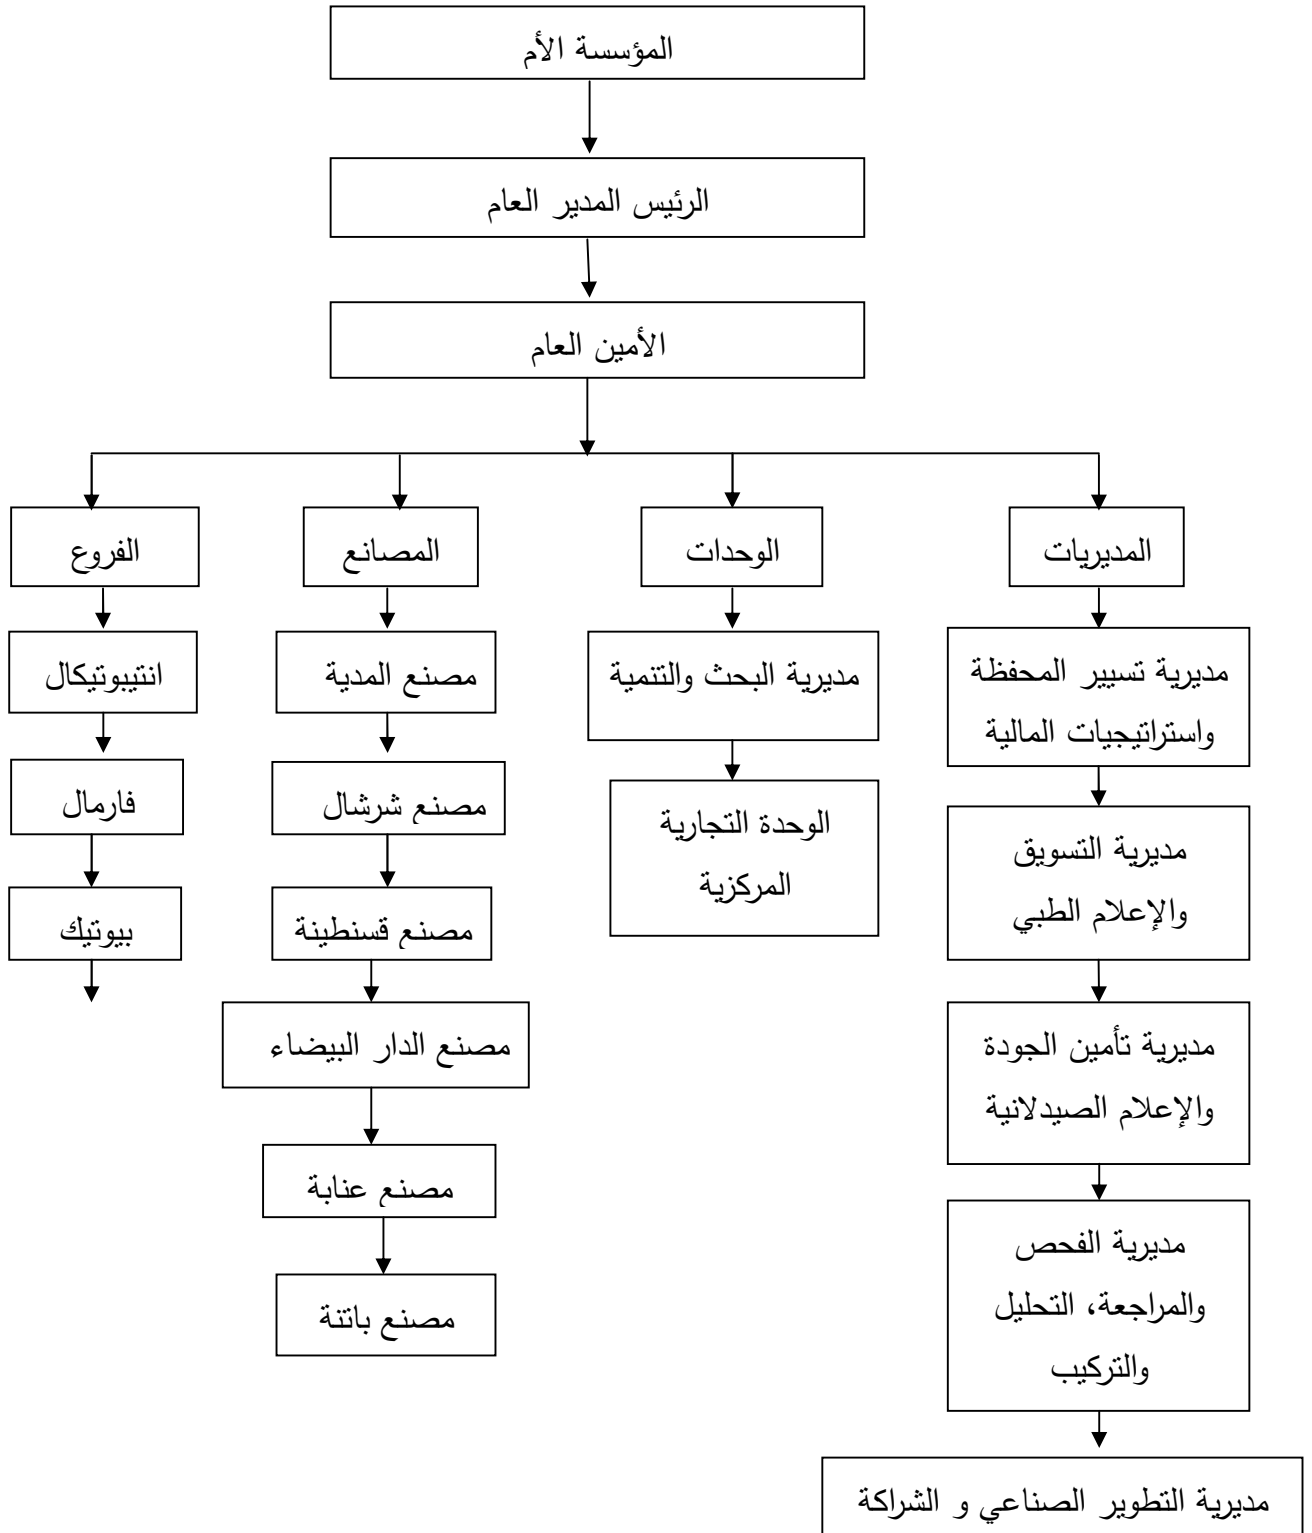 المؤسسة الأم
الرئيس المدير العام
الأمين العام
المديريات
الوحدات
المصانع
الفروع
مديرية تسيير المحفظة
واستراتيجيات المالية
مديرية التسويق
والإعلام الطبي
مديرية تأمين الجودة
والإعلام الصيدلانية
مديرية الفحص
والمراجعة، التحليل
والتركيب
مديرية التطوير الصناعي و الشراكة
مديرية البحث والتنمية
الوحدة التجارية
المركزية
مصنع المدية
مصنع شرشال
مصنع قسنطينة
مصنع الدار البيضاء
مصنع عنابة
مصنع باتنة
انتيبوتيكال
فارمال
بيوتيك